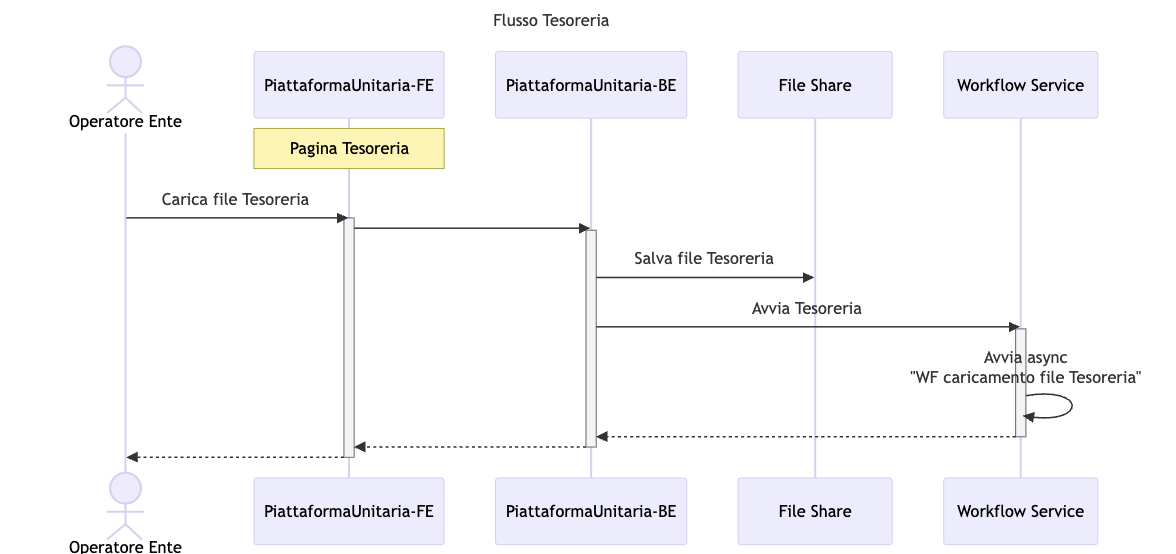 Flusso Tesoreria
Operatore Ente
PiattaformaUnitaria-FE
PiattaformaUnitaria-BE
File Share
Workflow Service
Pagina Tesoreria
Carica file Tesoreria
Salva file Tesoreria
Avvia Tesoreria
Avvia async
"WF caricamento file Tesoreria"
Operatore Ente
PiattaformaUnitaria-FE
PiattaformaUnitaria-BE
File Share
Workflow Service